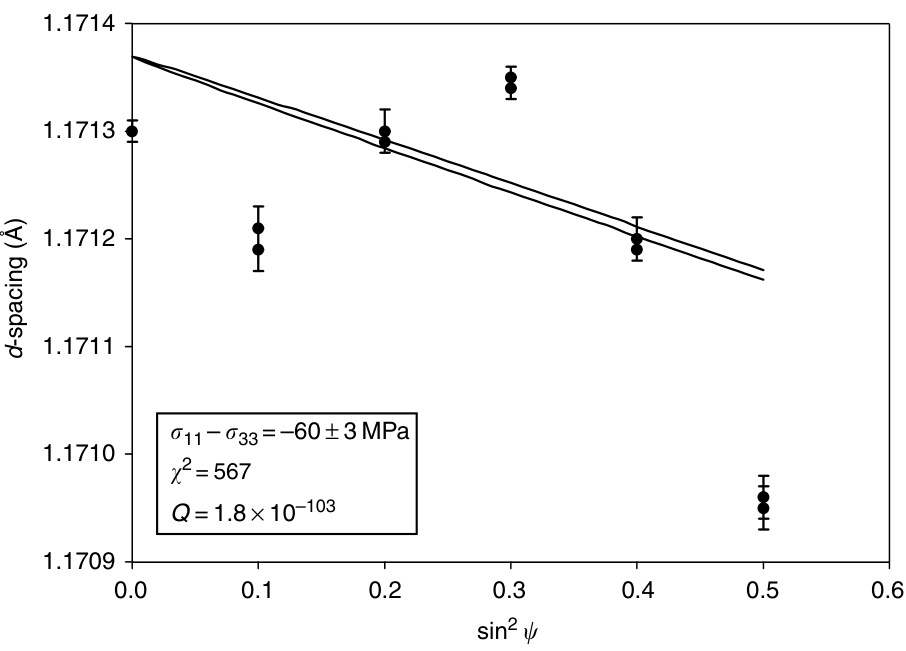 1.1714
1.1713
1.1712
1.1711
1.1710
1.1709
d-spacing (Å)
σ₁₁ − σ₃₃ = −60 ± 3 MPa
χ² = 567
Q = 1.8 × 10⁻¹⁰³
0.0 0.1 0.2 0.3 0.4 0.5 0.6
sin² ψ